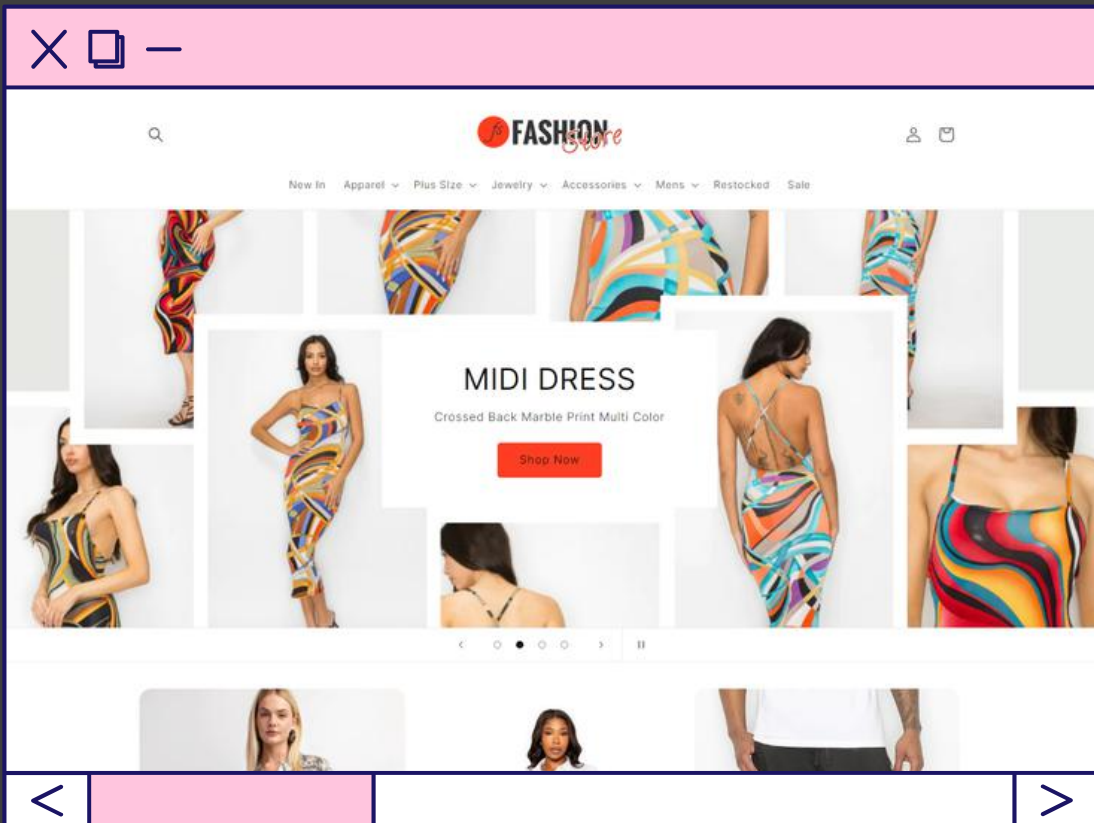 fs FASHION
Store
New In Apparel Plus SIze Jewelry Accessories Mens Restocked Sale
MIDI DRESS
Crossed Back Marble Print Multi Color
Shop Now